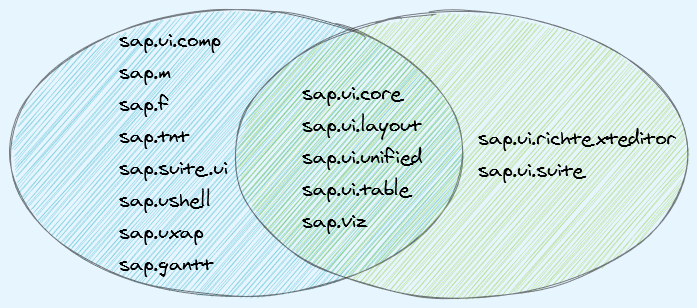 sap.ui.comp
sap.m
sap.f
sap.tnt
sap.suite.ui
sap.ushell
sap.uxap
sap.gantt
sap.ui.core
sap.ui.layout
sap.ui.unified
sap.ui.table
sap.viz
sap.ui.richtexteditor
sap.ui.suite